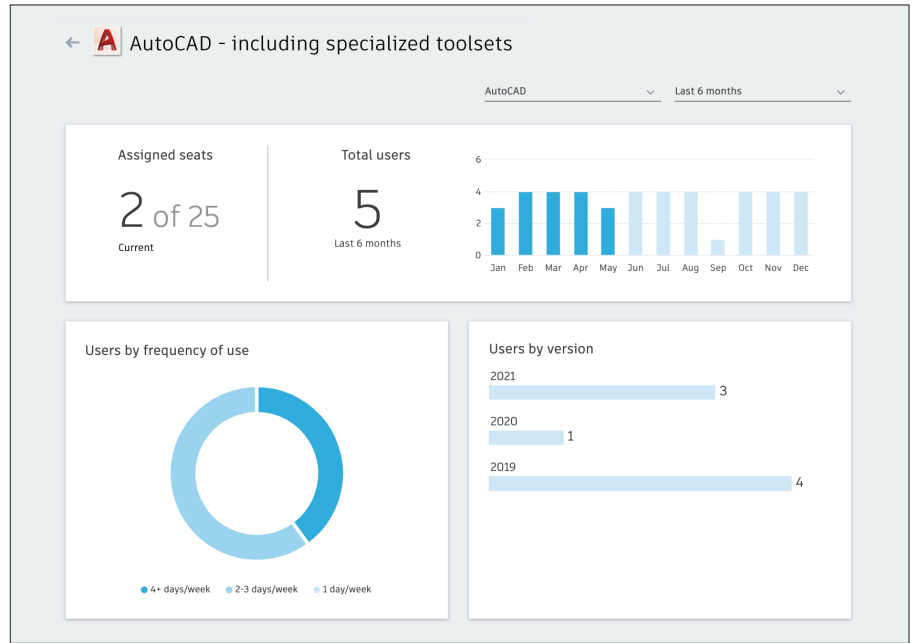 AutoCAD - including specialized toolsets
AutoCAD
Last 6 months
Assigned seats
2 of 25
Current
Total users
5
Last 6 months
6
4
2
0
Jan Feb Mar Apr May Jun Jul Aug Sep Oct Nov Dec
Users by frequency of use
4+ days/week 2-3 days/week 1 day/week
Users by version
2021
3
2020
1
2019
4